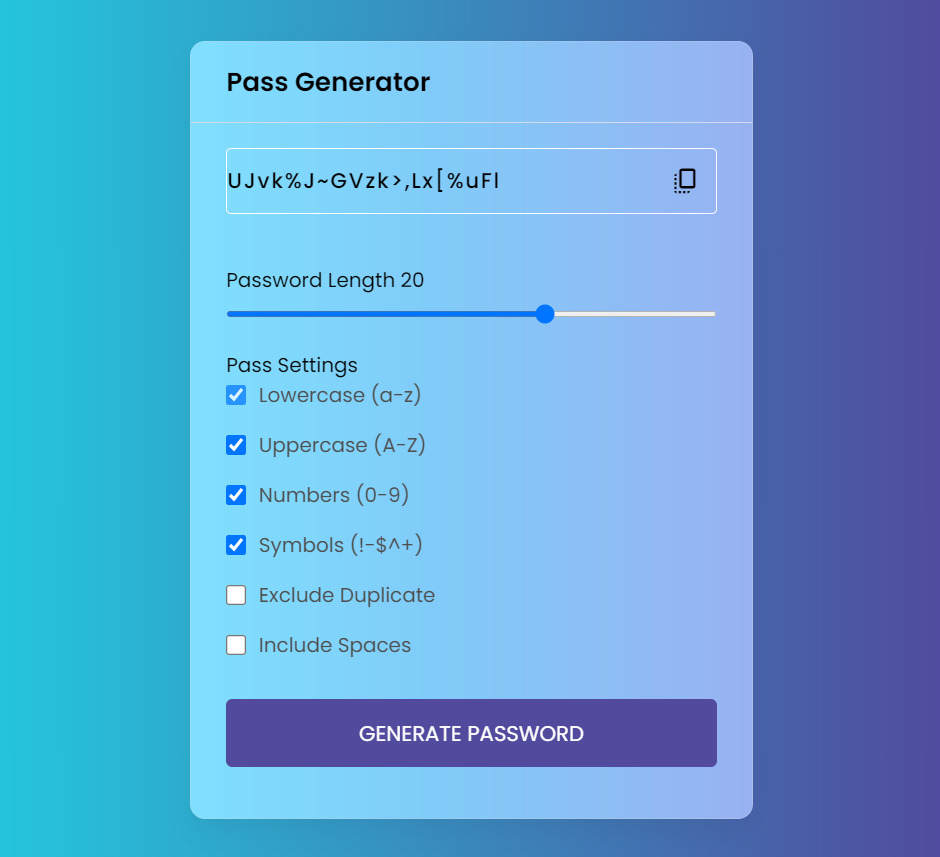 Pass Generator
UJvk%J~GVzk>,Lx[%uFl
Password Length 20
Pass Settings
Lowercase (a-z)
Uppercase (A-Z)
Numbers (0-9)
Symbols (!-$^+)
Exclude Duplicate
Include Spaces
GENERATE PASSWORD